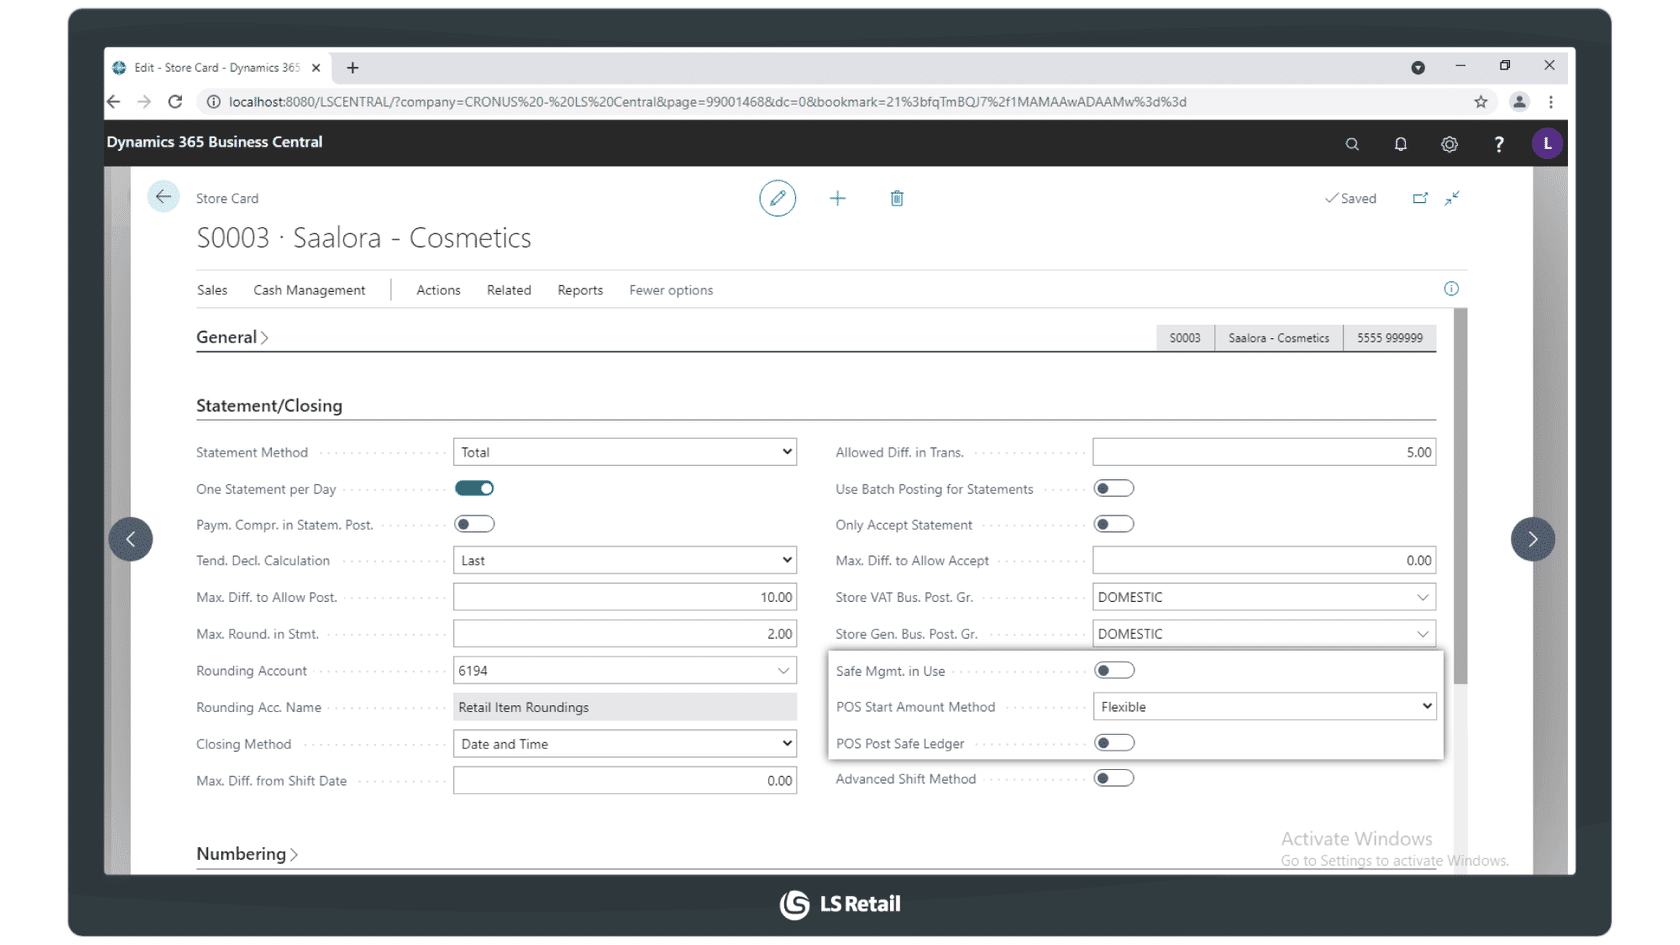 Edit - Store Card - Dynamics 365
localhost:8080/LSCENTRAL/?company=CRONUS%20-%20LS%20Central&page=99001468&dc=0&bookmark=21%3bfqTmBQJ7%2f1MAMAAwADAAMw%3d%3d
Dynamics 365 Business Central
? L
Store Card
Saved
S0003 · Saalora - Cosmetics
Sales Cash Management Actions Related Reports Fewer options
General
S0003 Saalora - Cosmetics 5555 999999
Statement/Closing
Statement Method Total
Allowed Diff. in Trans. 5.00
One Statement per Day
Use Batch Posting for Statements
Paym. Compr. in Statem. Post.
Only Accept Statement
Tend. Decl. Calculation Last
Max. Diff. to Allow Accept 0.00
Max. Diff. to Allow Post. 10.00
Store VAT Bus. Post. Gr. DOMESTIC
Max. Round. in Stmt. 2.00
Store Gen. Bus. Post. Gr. DOMESTIC
Rounding Account 6194
Safe Mgmt. in Use
Rounding Acc. Name Retail Item Roundings
POS Start Amount Method Flexible
Closing Method Date and Time
POS Post Safe Ledger
Max. Diff. from Shift Date 0.00
Advanced Shift Method
Numbering
Activate Windows
Go to Settings to activate Windows.
LS Retail